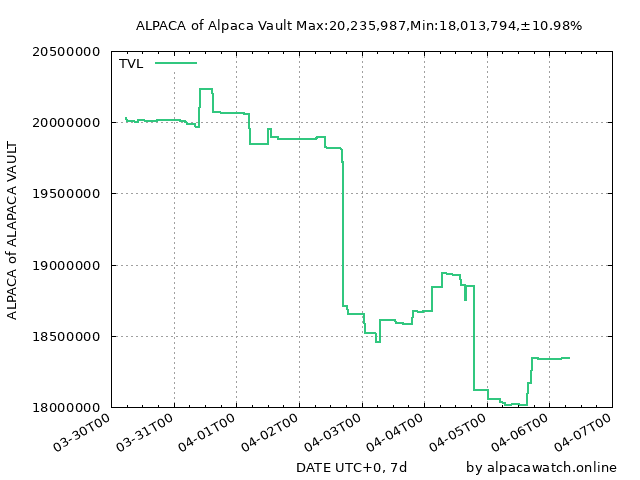 ALPACA of Alpaca Vault Max:20,235,987,Min:18,013,794,±10.98%
20500000
TVL
20000000
19500000
19000000
18500000
18000000
ALPACA of ALAPACA VAULT
03-30T00
03-31T00
04-01T00
04-02T00
04-03T00
04-04T00
04-05T00
04-06T00
04-07T00
DATE UTC+0, 7d
by alpacawatch.online